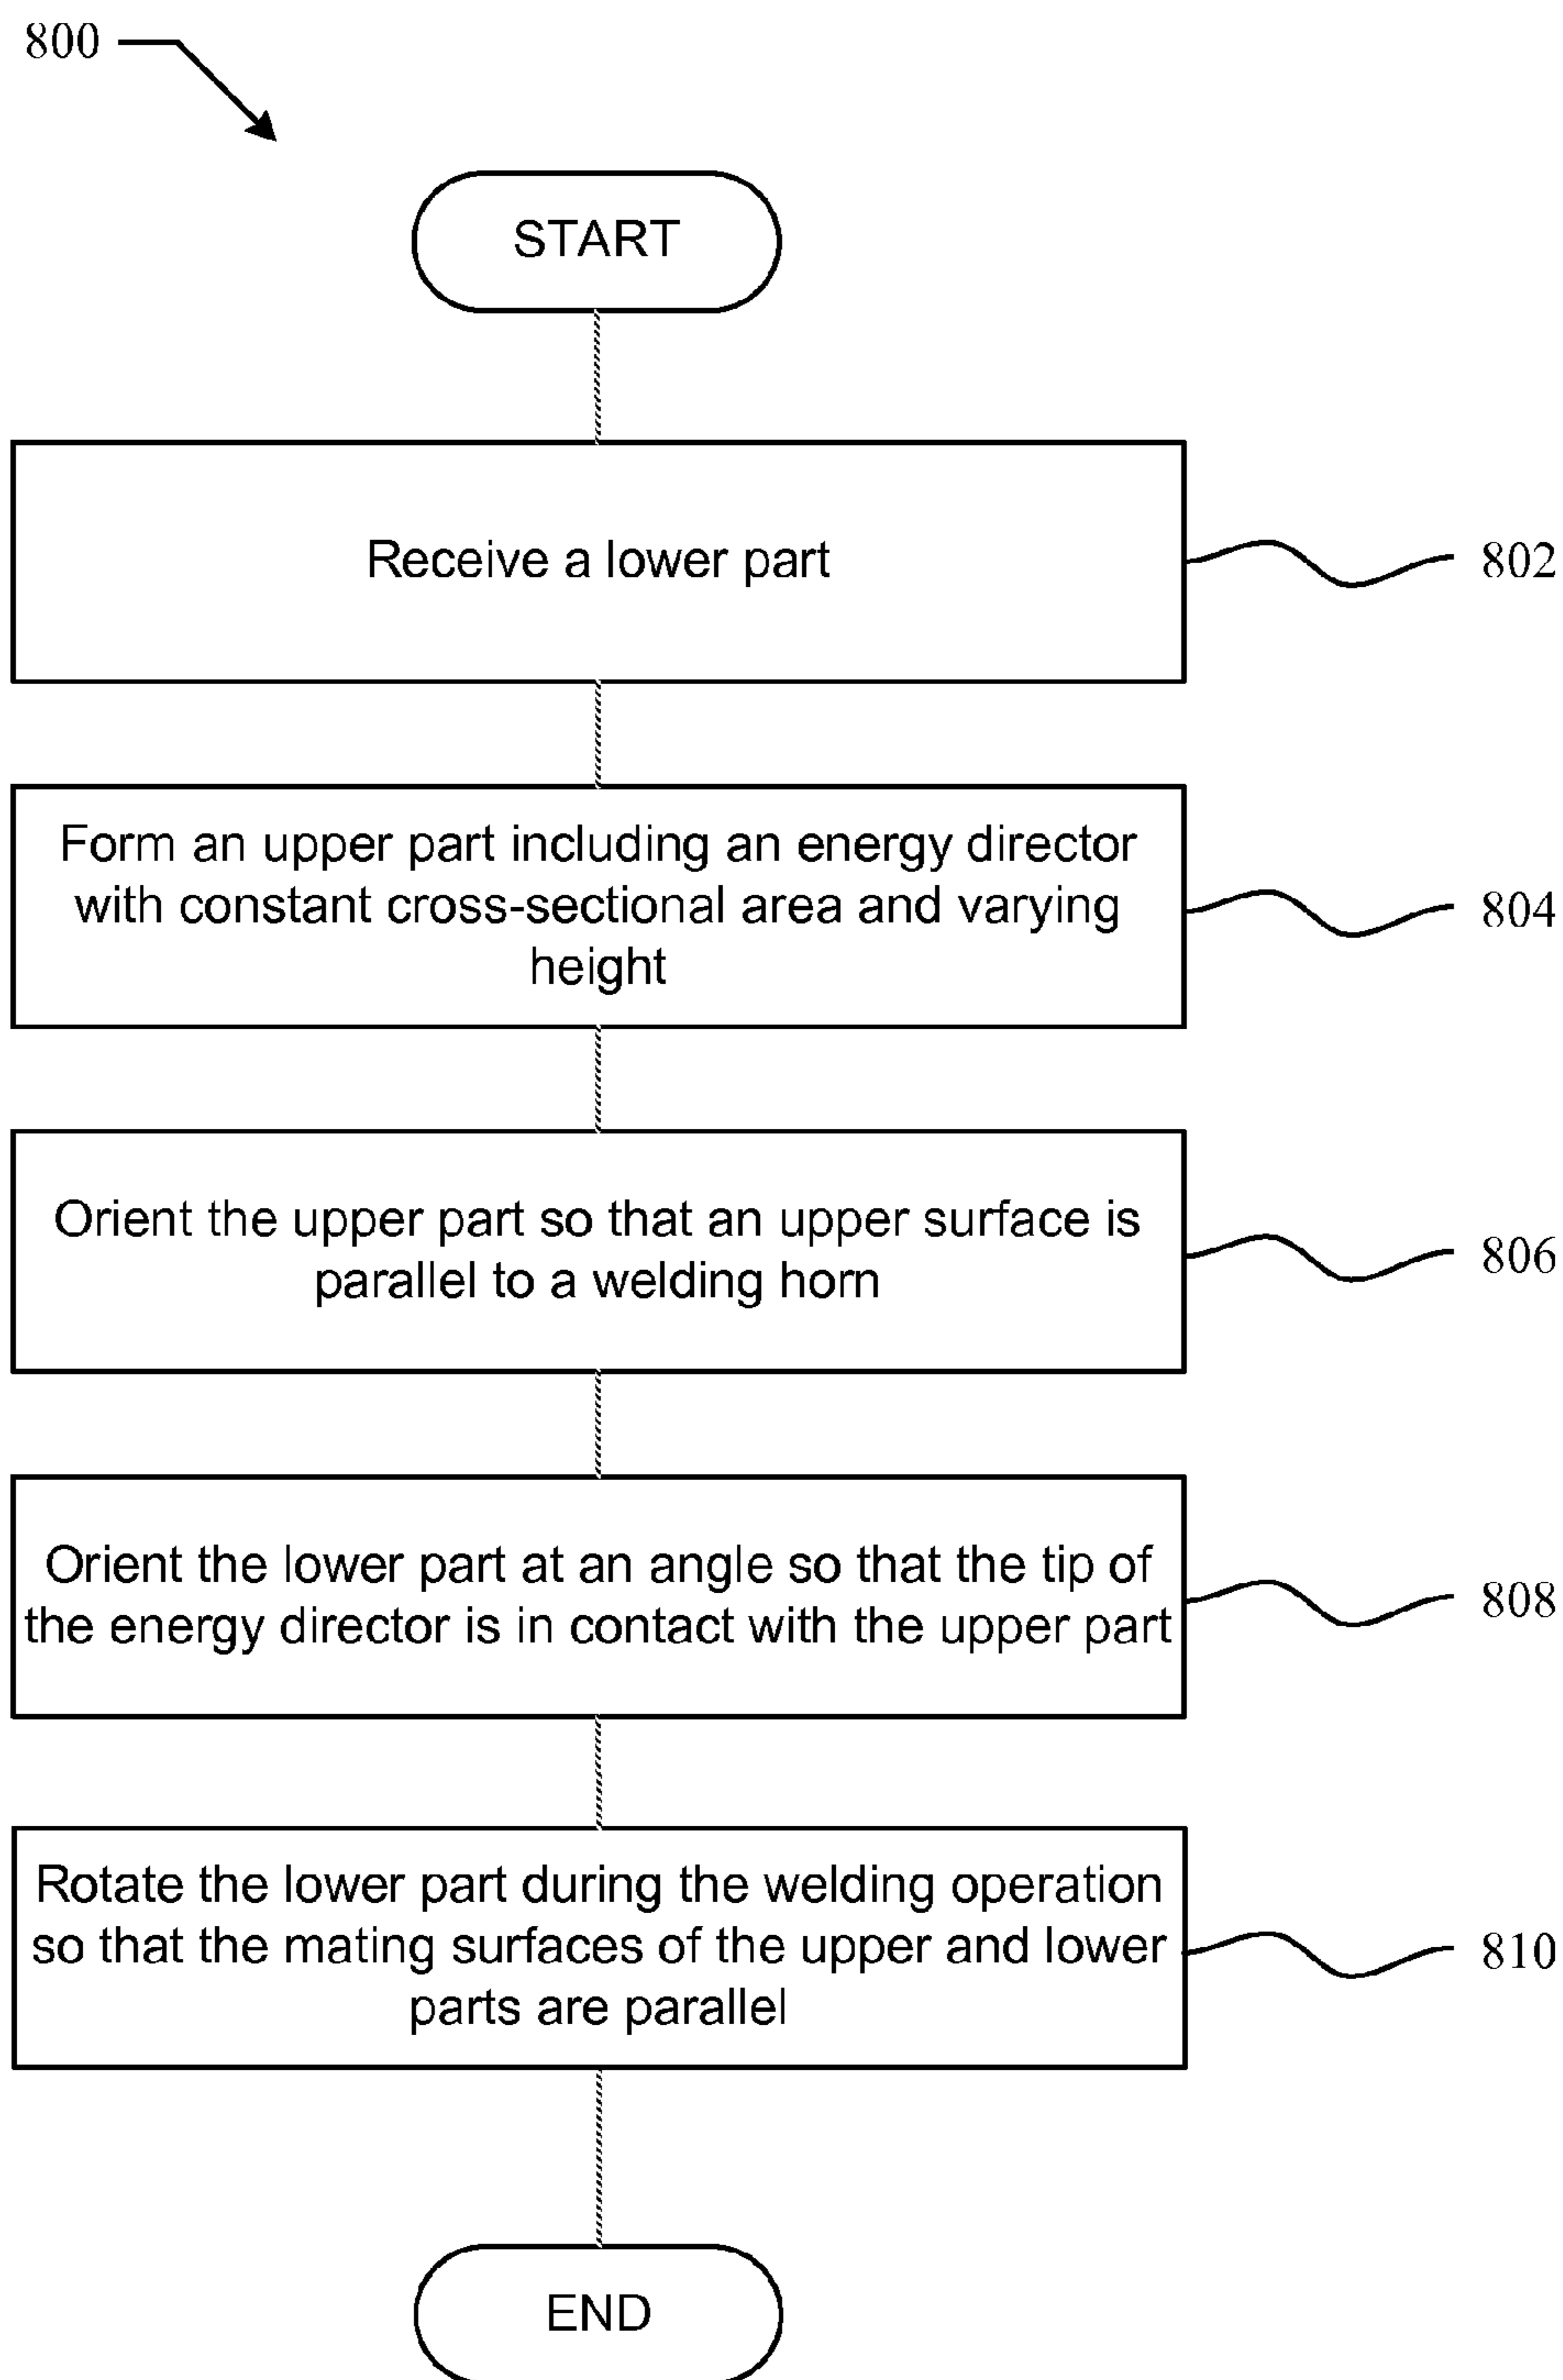 800
START
Receive a lower part
802
Form an upper part including an energy director
with constant cross-sectional area and varying
height
804
Orient the upper part so that an upper surface is
parallel to a welding horn
806
Orient the lower part at an angle so that the tip of
the energy director is in contact with the upper part
808
Rotate the lower part during the welding operation
so that the mating surfaces of the upper and lower
parts are parallel
810
END